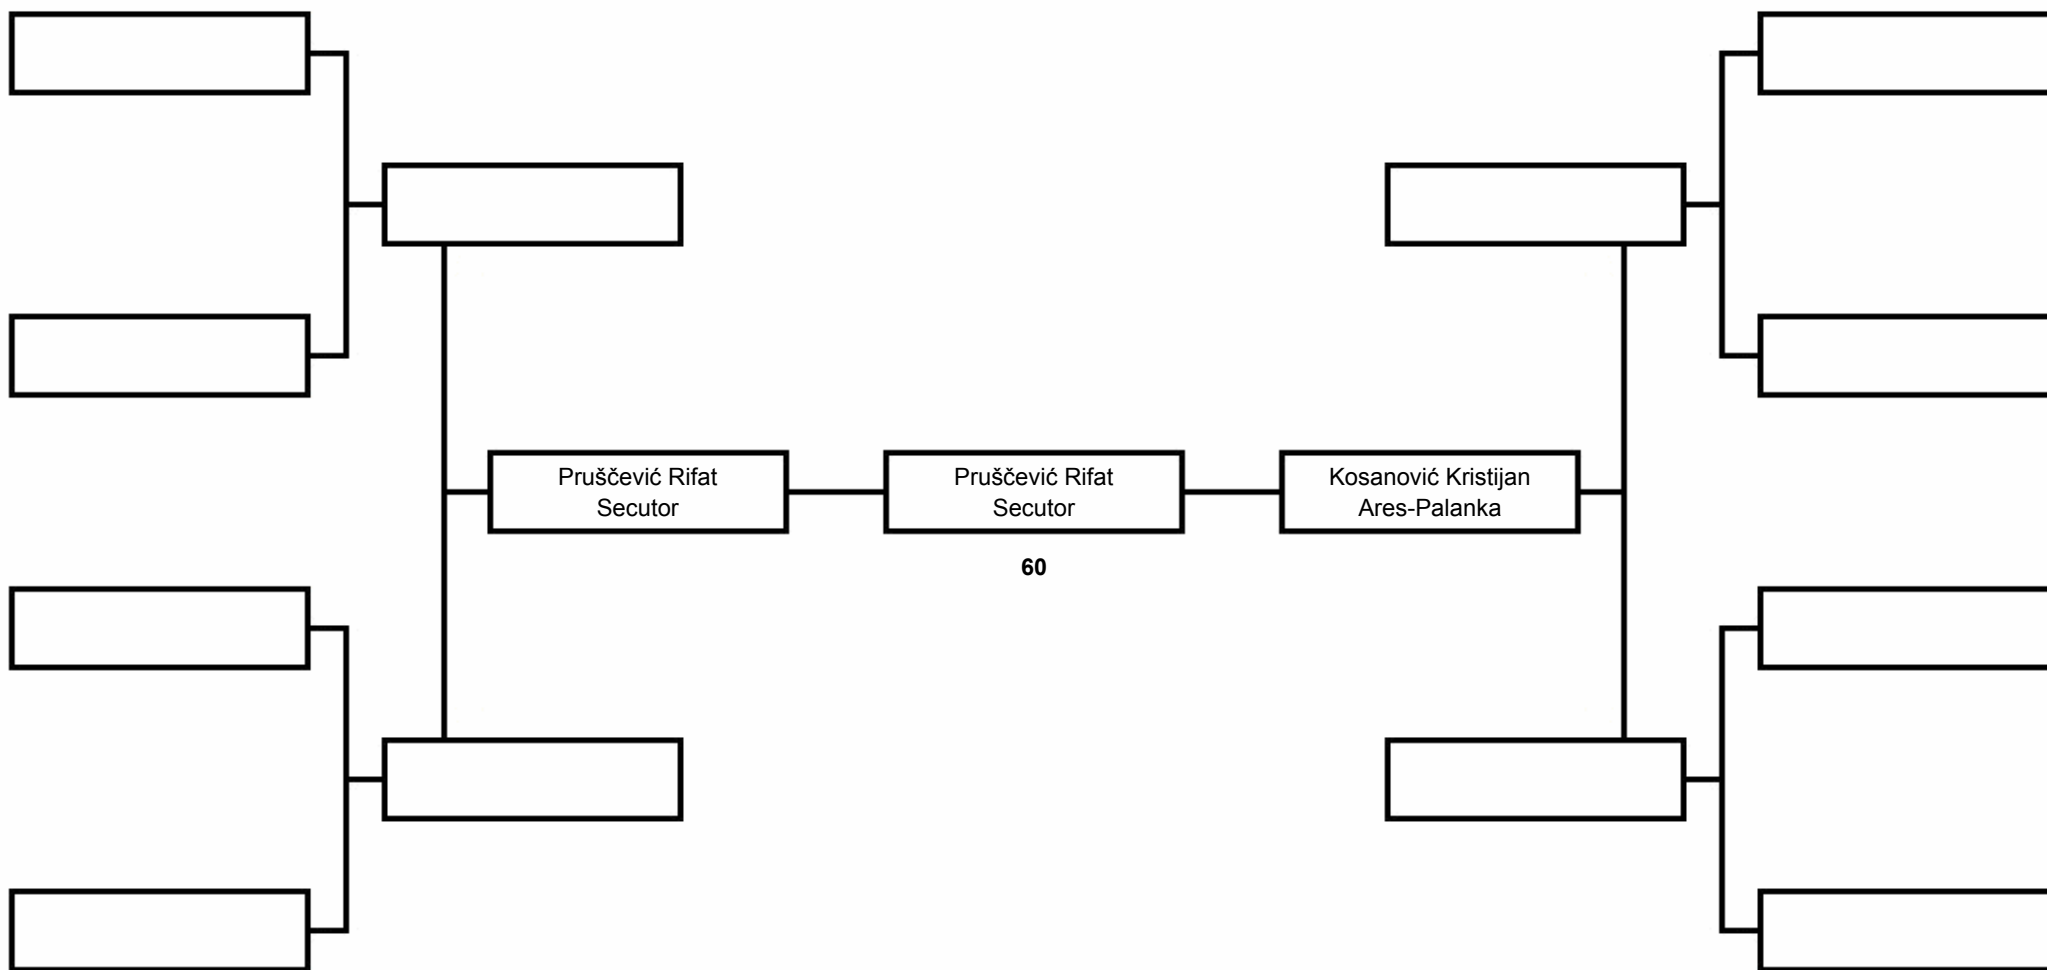 Pruščević Rifat
Secutor
Pruščević Rifat
Secutor
Kosanović Kristijan
Ares-Palanka
60